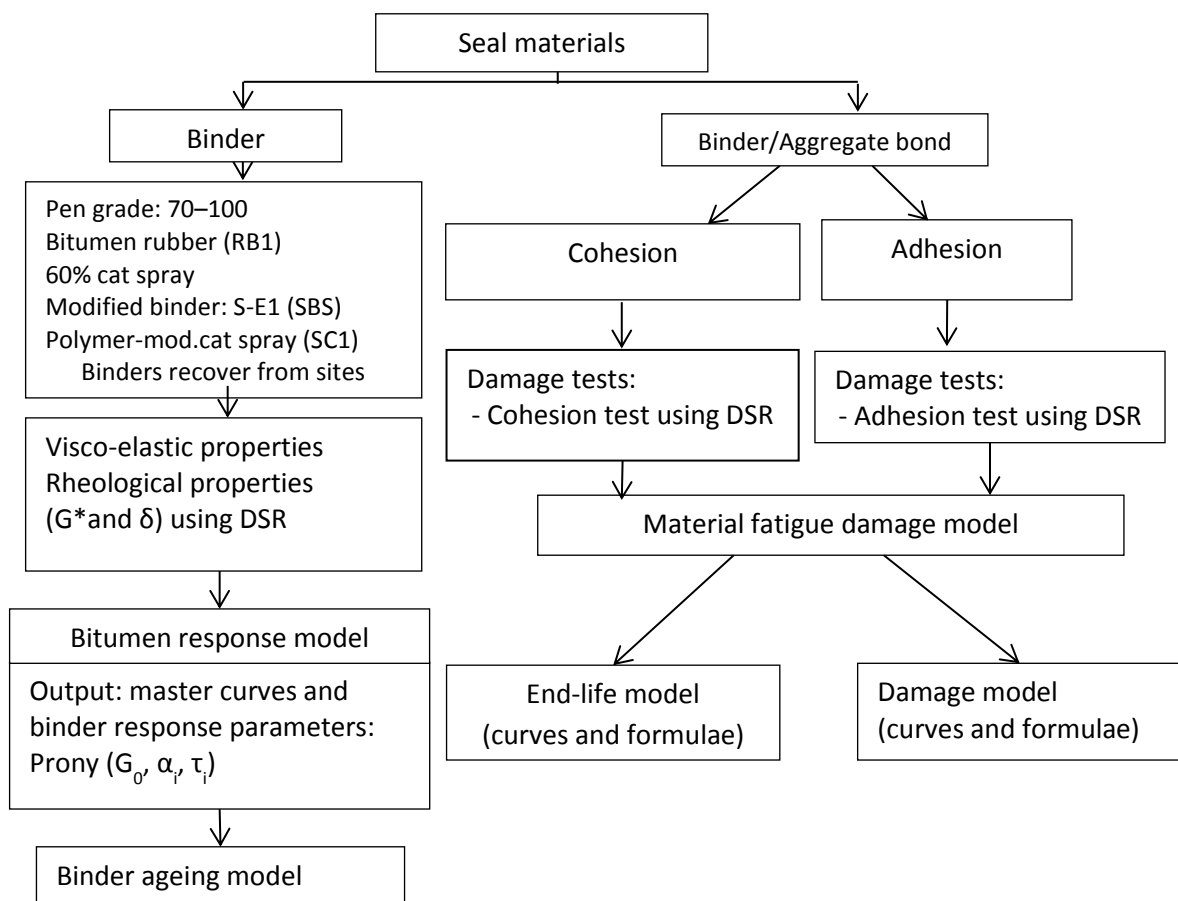 Seal materials
Binder
Binder/Aggregate bond
Pen grade: 70–100
Bitumen rubber (RB1)
60% cat spray
Modified binder: S-E1 (SBS)
Polymer-mod.cat spray (SC1)
Binders recover from sites
Cohesion
Adhesion
Damage tests:
- Cohesion test using DSR
Damage tests:
- Adhesion test using DSR
Visco-elastic properties
Rheological properties
(G*and δ) using DSR
Material fatigue damage model
Bitumen response model
Output: master curves and
binder response parameters:
Prony (G₀, αᵢ, τᵢ)
End-life model
(curves and formulae)
Damage model
(curves and formulae)
Binder ageing model